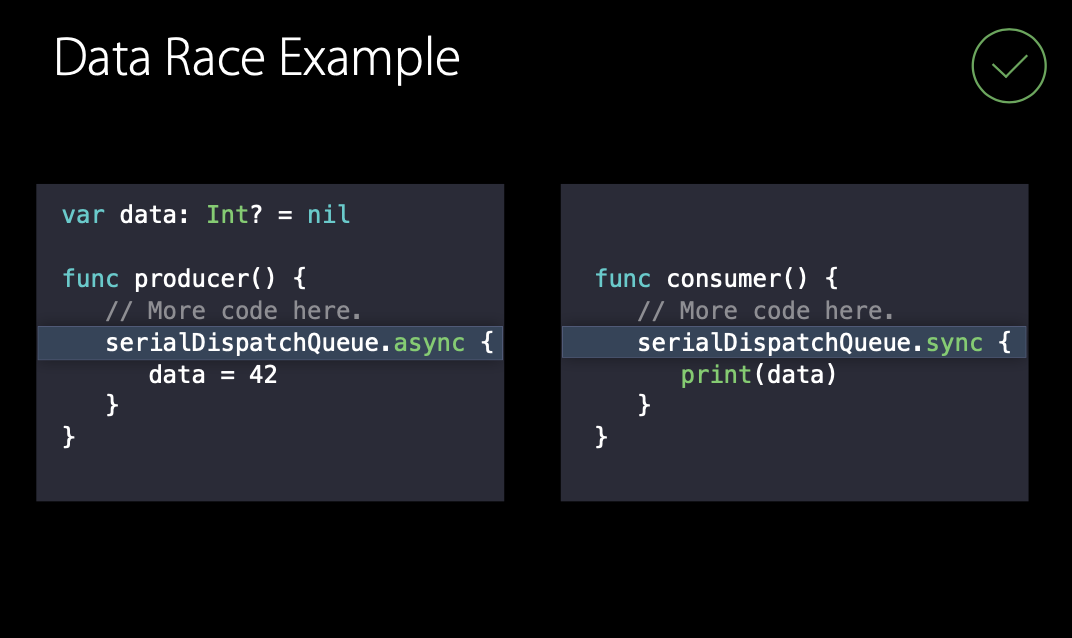 Data Race Example
var data: Int? = nil
func producer() {
// More code here.
serialDispatchQueue.async {
data = 42
}
}
func consumer() {
// More code here.
serialDispatchQueue.sync {
print(data)
}
}